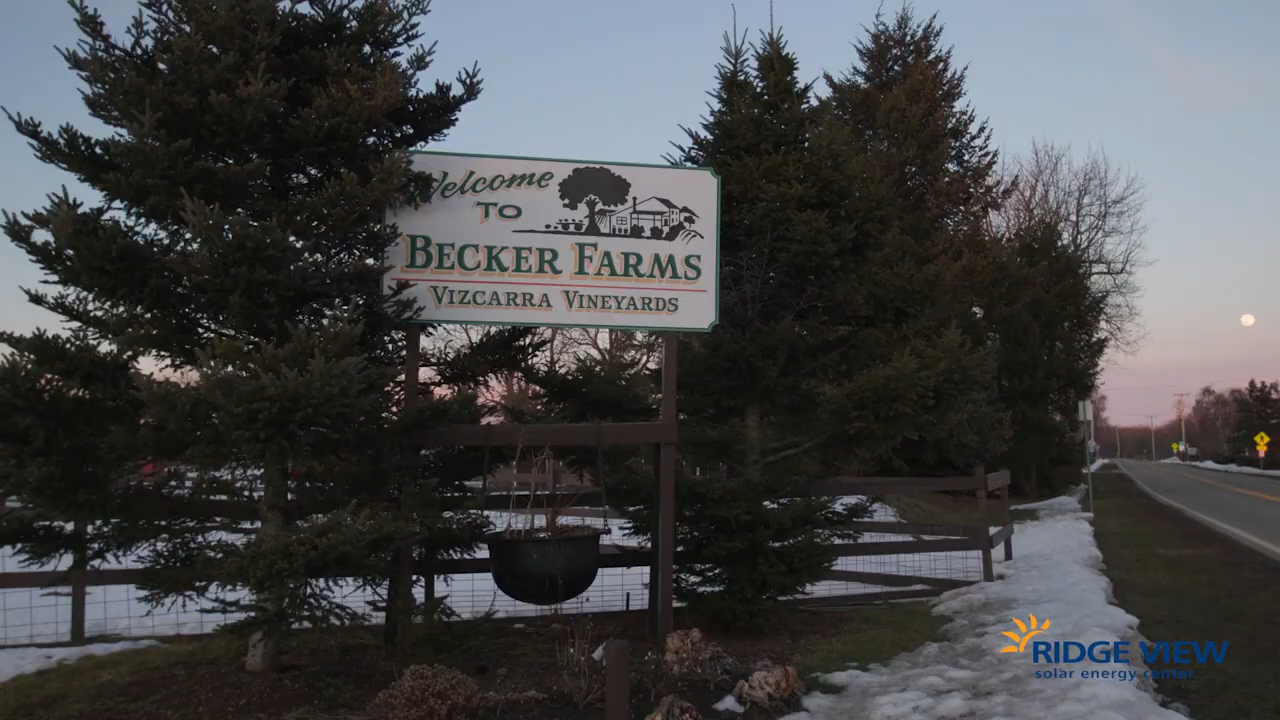 Welcome
TO
BECKER FARMS
VIZCARRA VINEYARDS
RIDGE VIEW
solar energy center